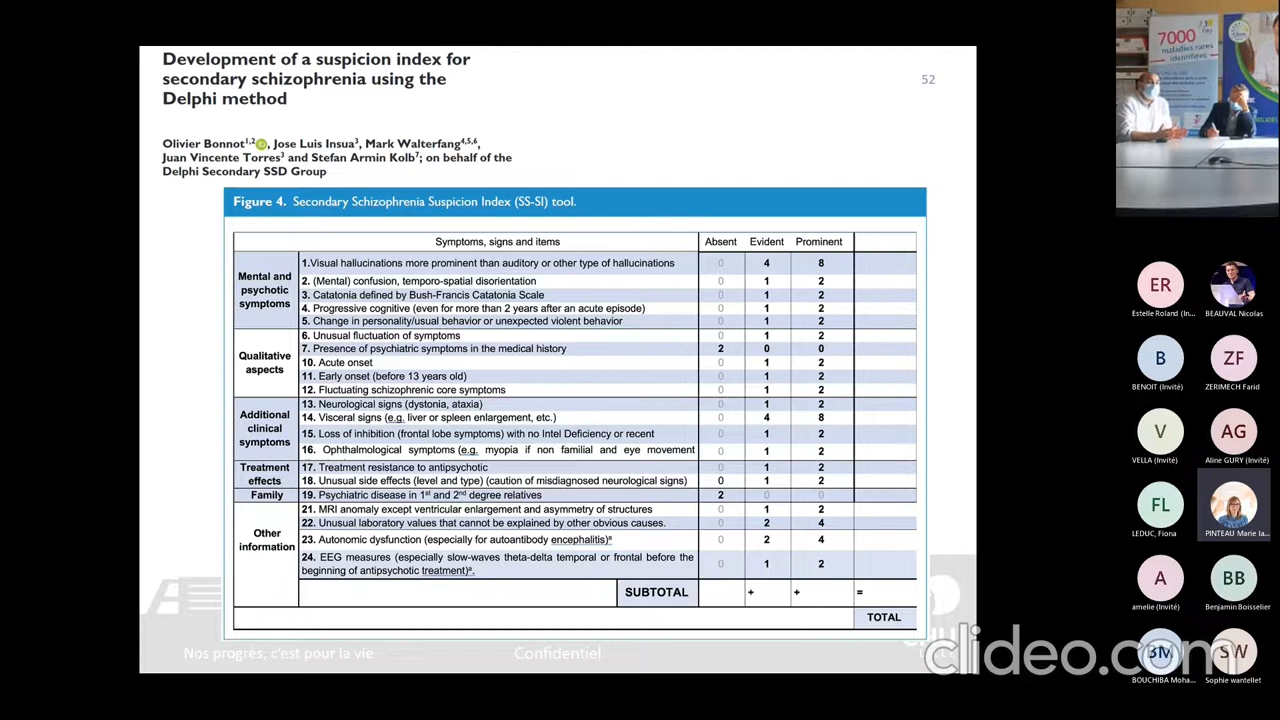 Development of a suspicion index for
secondary schizophrenia using the
Delphi method
52
Olivier Bonnot1,2, Jose Luis Insua3, Mark Walterfang4,5,6,
Juan Vincente Torres3 and Stefan Armin Kolb7; on behalf of the
Delphi Secondary SSD Group
Figure 4. Secondary Schizophrenia Suspicion Index (SS-SI) tool.
Symptoms, signs and items Absent Evident Prominent
Mental and psychotic symptoms
1.Visual hallucinations more prominent than auditory or other type of hallucinations 0 4 8
2. (Mental) confusion, temporo-spatial disorientation 0 1 2
3. Catatonia defined by Bush-Francis Catatonia Scale 0 1 2
4. Progressive cognitive (even for more than 2 years after an acute episode) 0 1 2
5. Change in personality/usual behavior or unexpected violent behavior 0 1 2
Qualitative aspects
6. Unusual fluctuation of symptoms 0 1 2
7. Presence of psychiatric symptoms in the medical history 2 0 0
10. Acute onset 0 1 2
11. Early onset (before 13 years old) 0 1 2
12. Fluctuating schizophrenic core symptoms 0 1 2
Additional clinical symptoms
13. Neurological signs (dystonia, ataxia) 0 1 2
14. Visceral signs (e.g. liver or spleen enlargement, etc.) 0 4 8
15. Loss of inhibition (frontal lobe symptoms) with no Intel Deficiency or recent 0 1 2
16. Ophthalmological symptoms (e.g. myopia if non familial and eye movement 0 1 2
Treatment effects
17. Treatment resistance to antipsychotic 0 1 2
18. Unusual side effects (level and type) (caution of misdiagnosed neurological signs) 0 1 2
Family
19. Psychiatric disease in 1st and 2nd degree relatives 2 0 0
Other information
21. MRI anomaly except ventricular enlargement and asymmetry of structures 0 1 2
22. Unusual laboratory values that cannot be explained by other obvious causes. 0 2 4
23. Autonomic dysfunction (especially for autoantibody encephalitis)a 0 2 4
24. EEG measures (especially slow-waves theta-delta temporal or frontal before the
beginning of antipsychotic treatment)a. 0 1 2
SUBTOTAL + + =
TOTAL
Nos progrès, c'est pour la vie
Confidentiel
clideo.com
7000
maladies rares
identifiées
ER
Estelle Roland (In...
BEAUVAL Nicolas
B
BENOIT (Invité)
ZF
ZERIMECH Farid
V
VELLA (Invité)
AG
Aline GURY (Invité)
FL
LEDUC, Fiona
PINTEAU Marie Ia...
A
amelie (Invité)
BB
Benjamin Boisselier
BM
BOUCHIBA Moha...
SW
Sophie wantellet